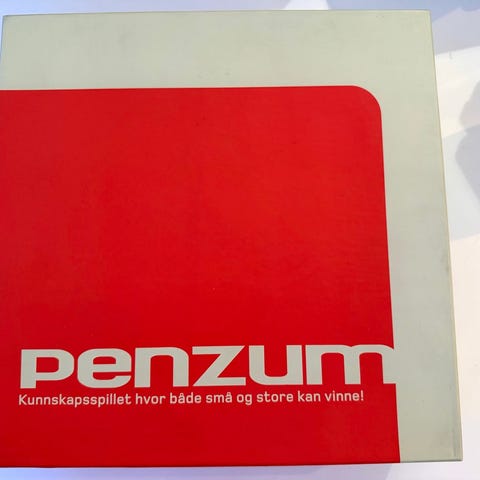 Penzum
Kunnskapsspillet hvor både små og store kan vinne!